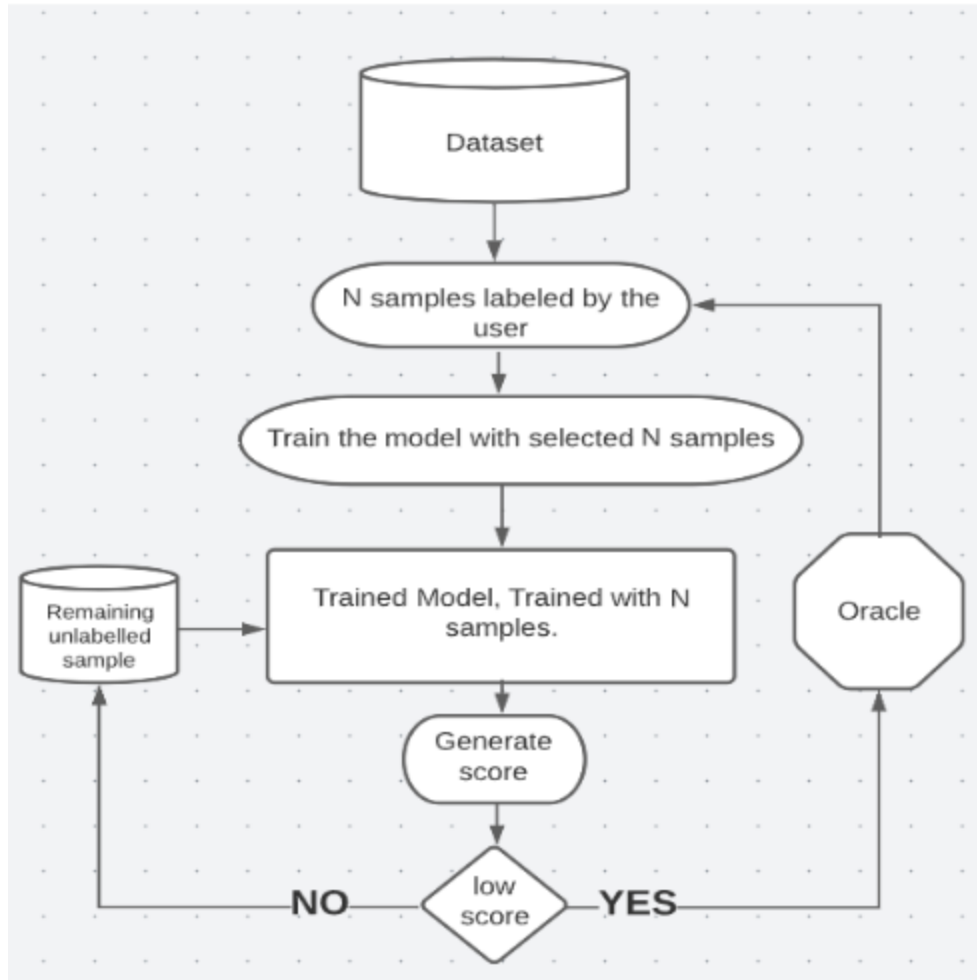 Dataset
N samples labeled by the
user
Train the model with selected N samples
Trained Model, Trained with N
samples.
Remaining
unlabelled
sample
Oracle
Generate
score
low
score
NO
YES